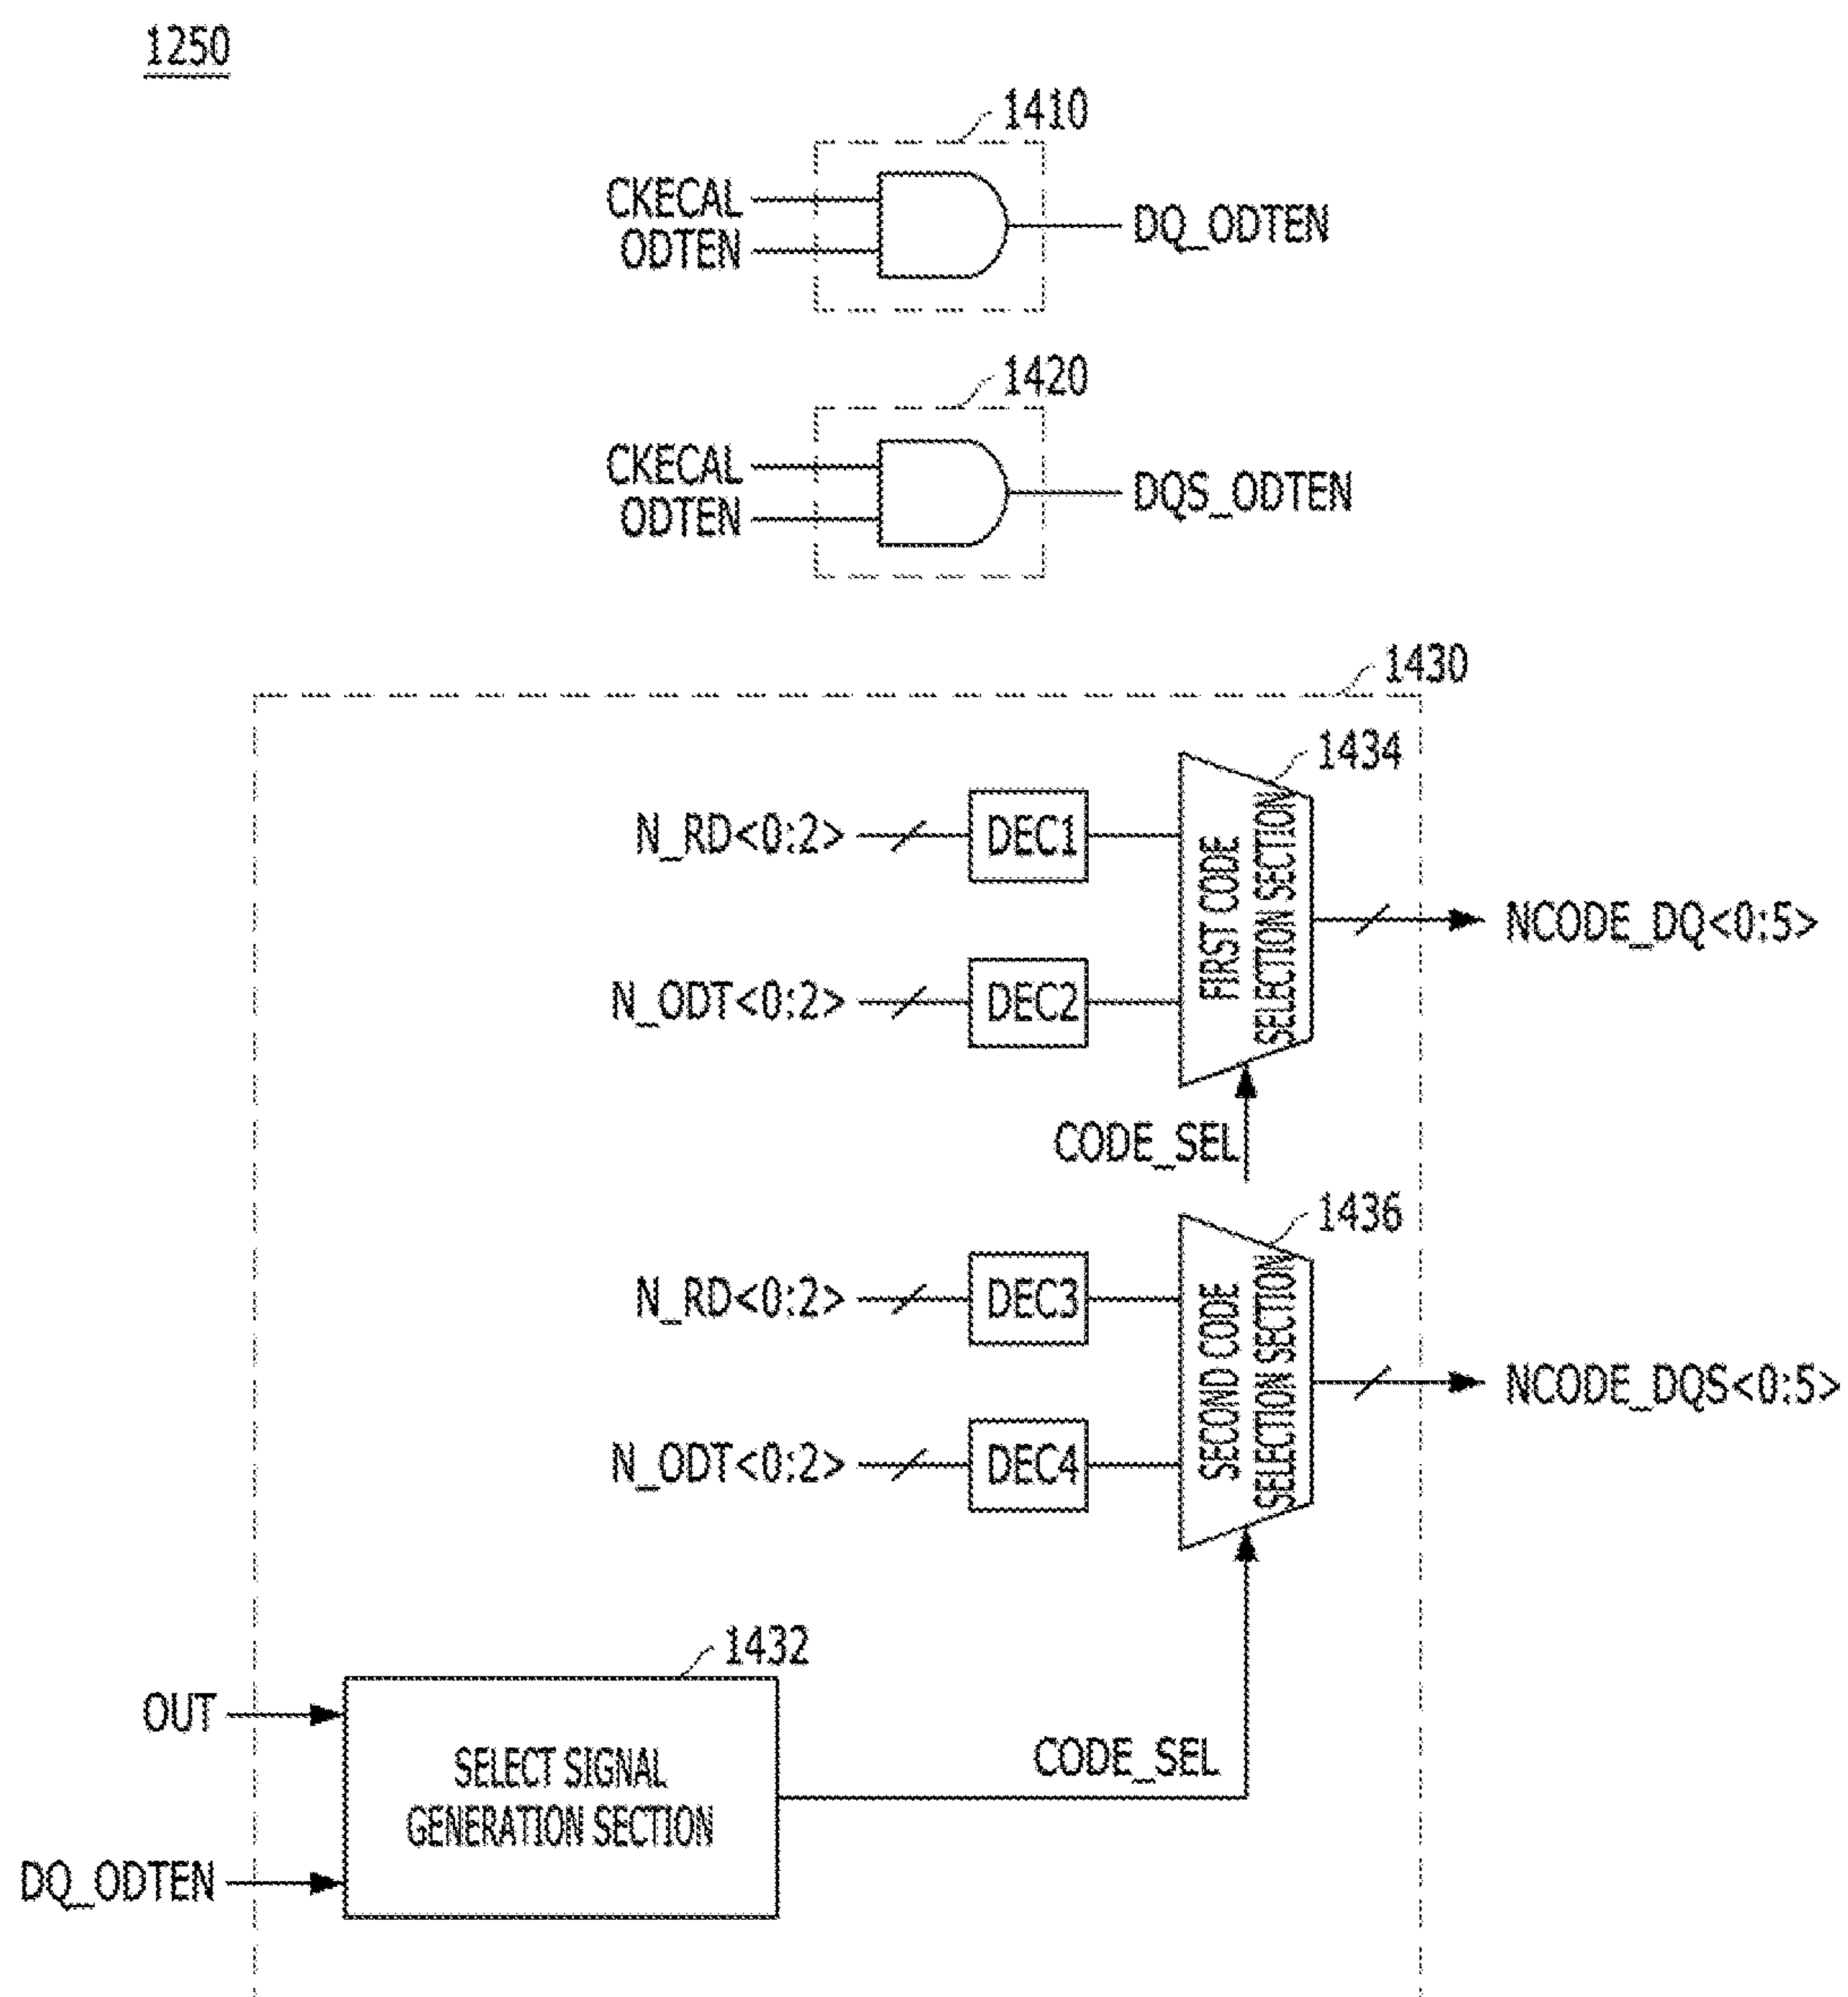 1250
1410
CKECAL
ODTEN
DQ_ODTEN
1420
CKECAL
ODTEN
DQS_ODTEN
1430
1434
N_RD<0:2>
DEC1
FIRST CODE
SELECTION SECTION
NCODE_DQ<0:5>
N_ODT<0:2>
DEC2
CODE_SEL
1436
N_RD<0:2>
DEC3
SECOND CODE
SELECTION SECTION
NCODE_DQS<0:5>
N_ODT<0:2>
DEC4
1432
OUT
SELECT SIGNAL
GENERATION SECTION
CODE_SEL
DQ_ODTEN